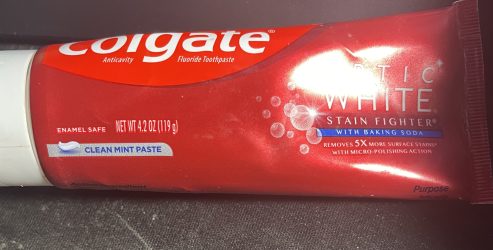 Colgate®
Anticavity Fluoride Toothpaste
TIC
WHITE®
STAIN FIGHTER®
WITH BAKING SODA
REMOVES 5X MORE SURFACE STAINS*
WITH MICRO-POLISHING ACTION
ENAMEL SAFE
NET WT 4.2 OZ (119 g)
CLEAN MINT PASTE
Purpose